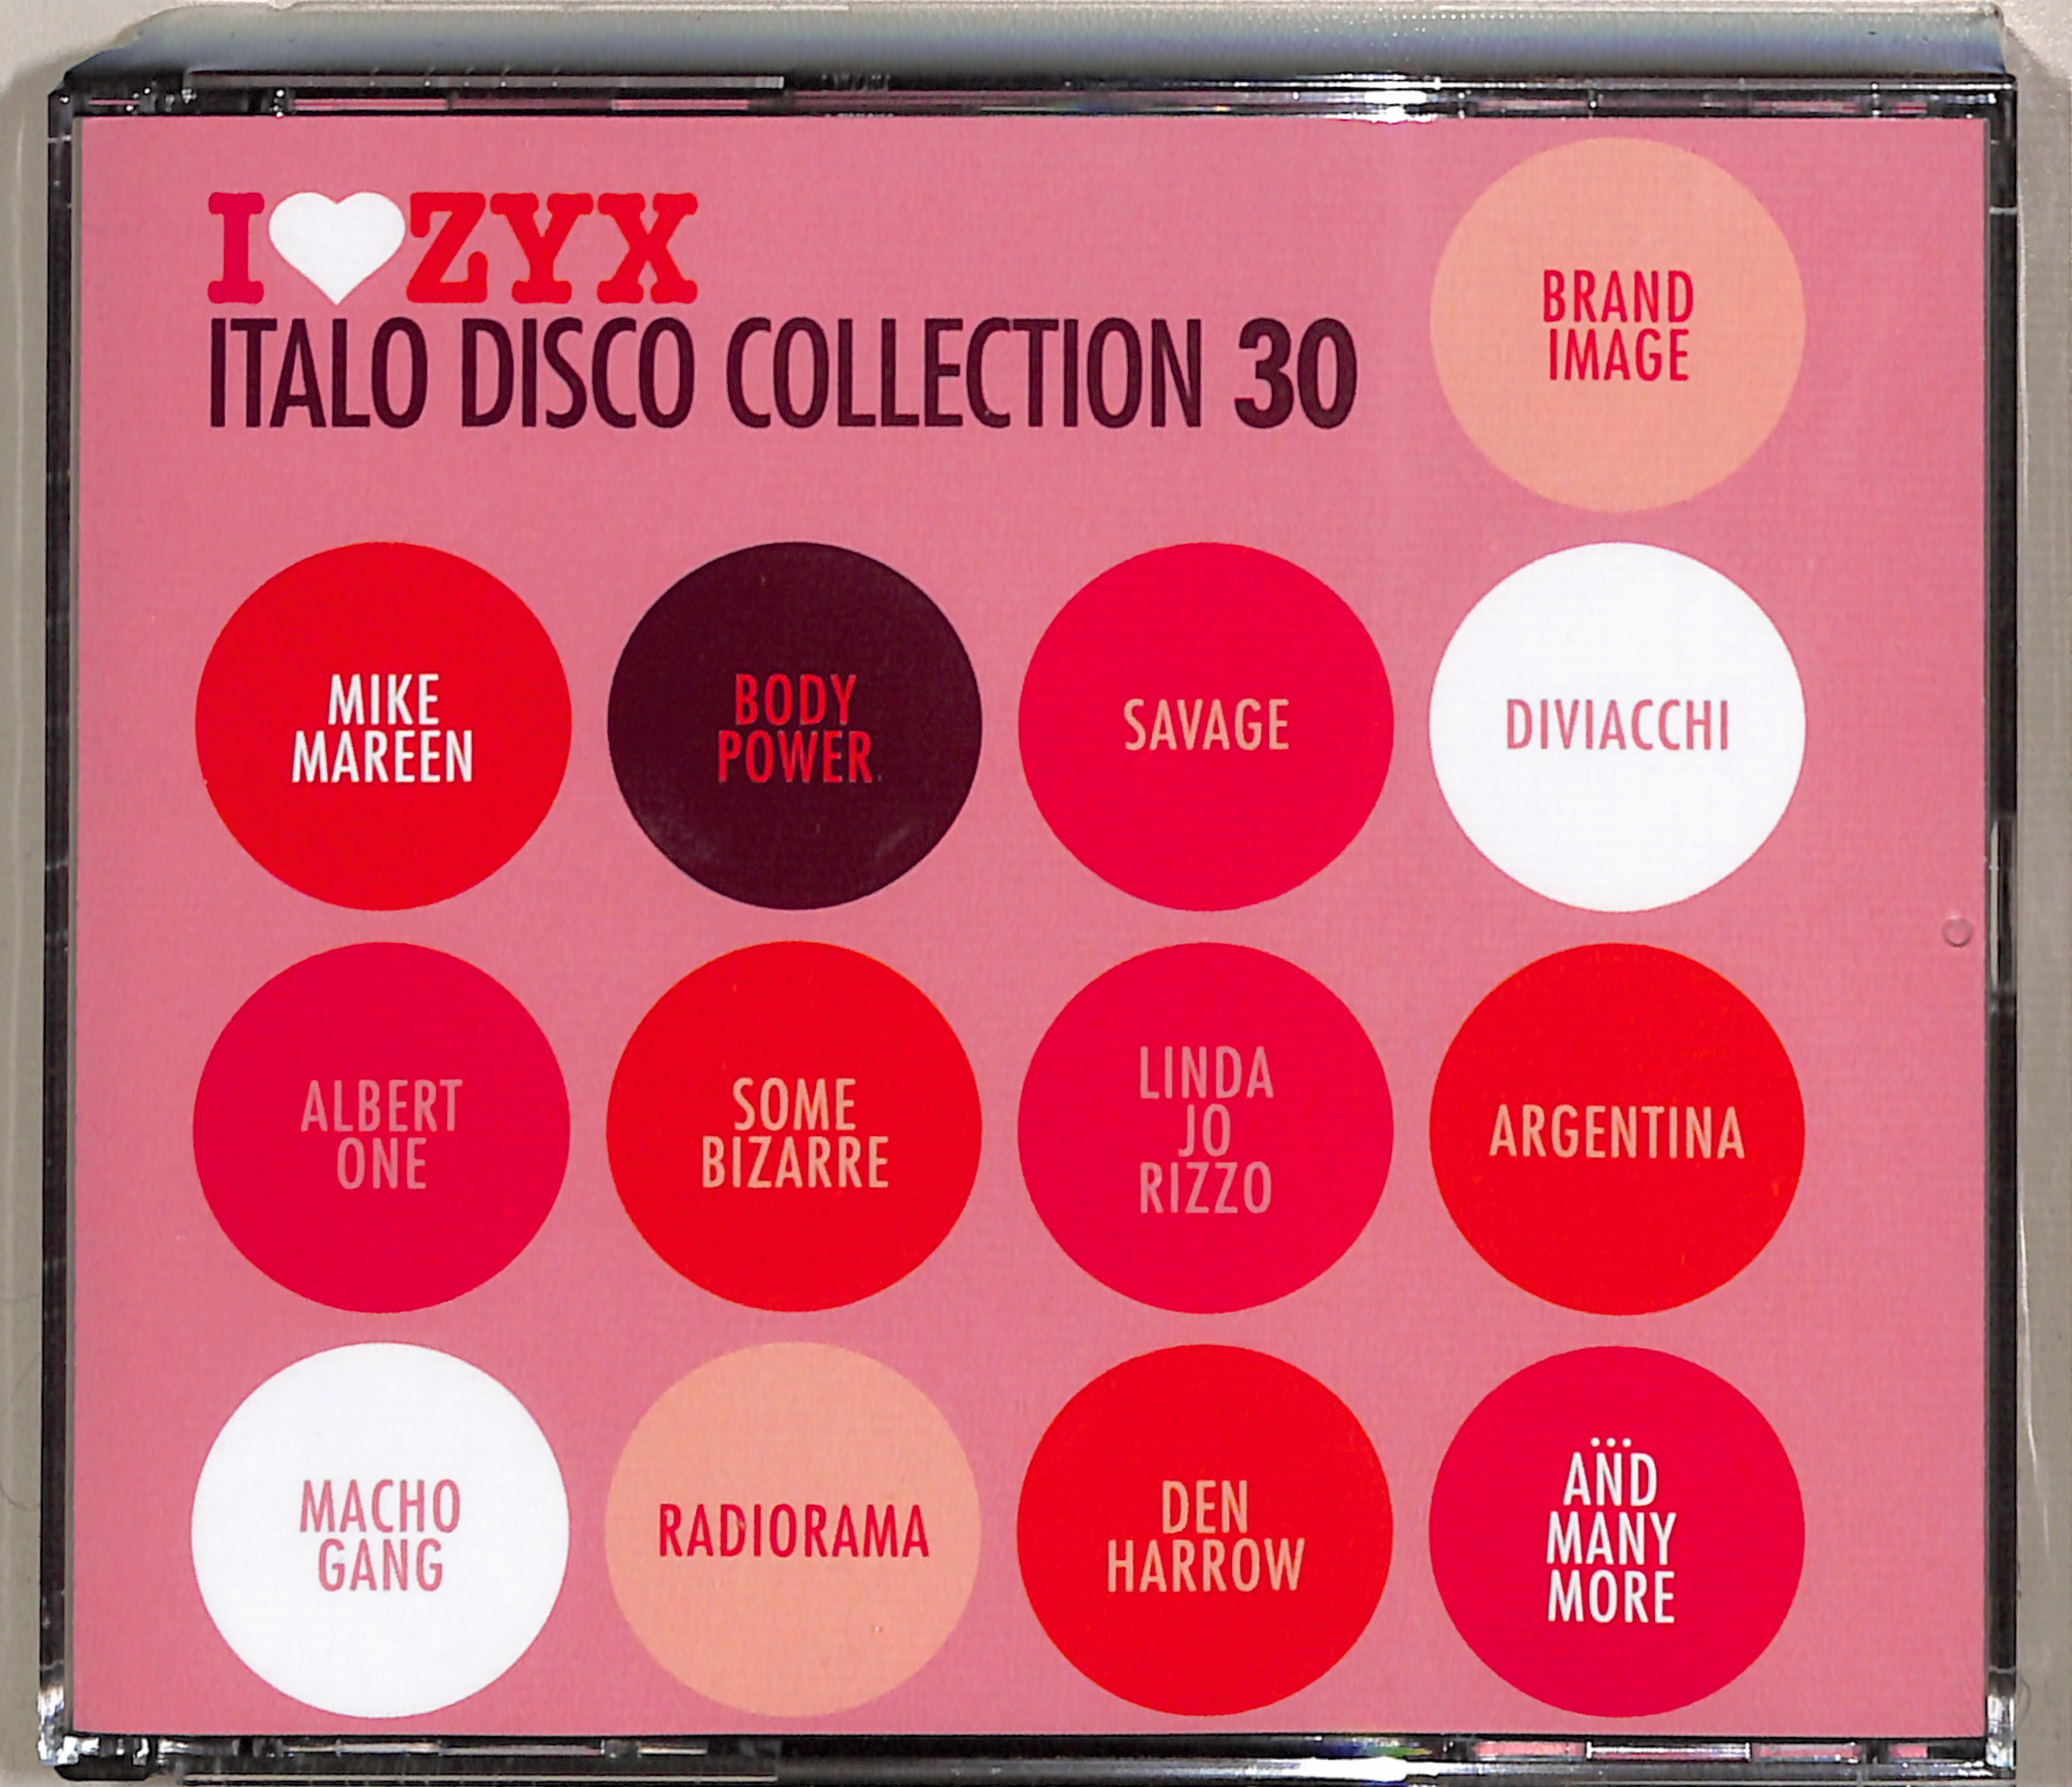 I ZYX
ITALO DISCO COLLECTION 30
BRAND
IMAGE
MIKE
MAREEN
BODY
POWER
SAVAGE
DIVIACCHI
ALBERT
ONE
SOME
BIZARRE
LINDA
JO
RIZZO
ARGENTINA
MACHO
GANG
RADIORAMA
DEN
HARROW
...
AND
MANY
MORE